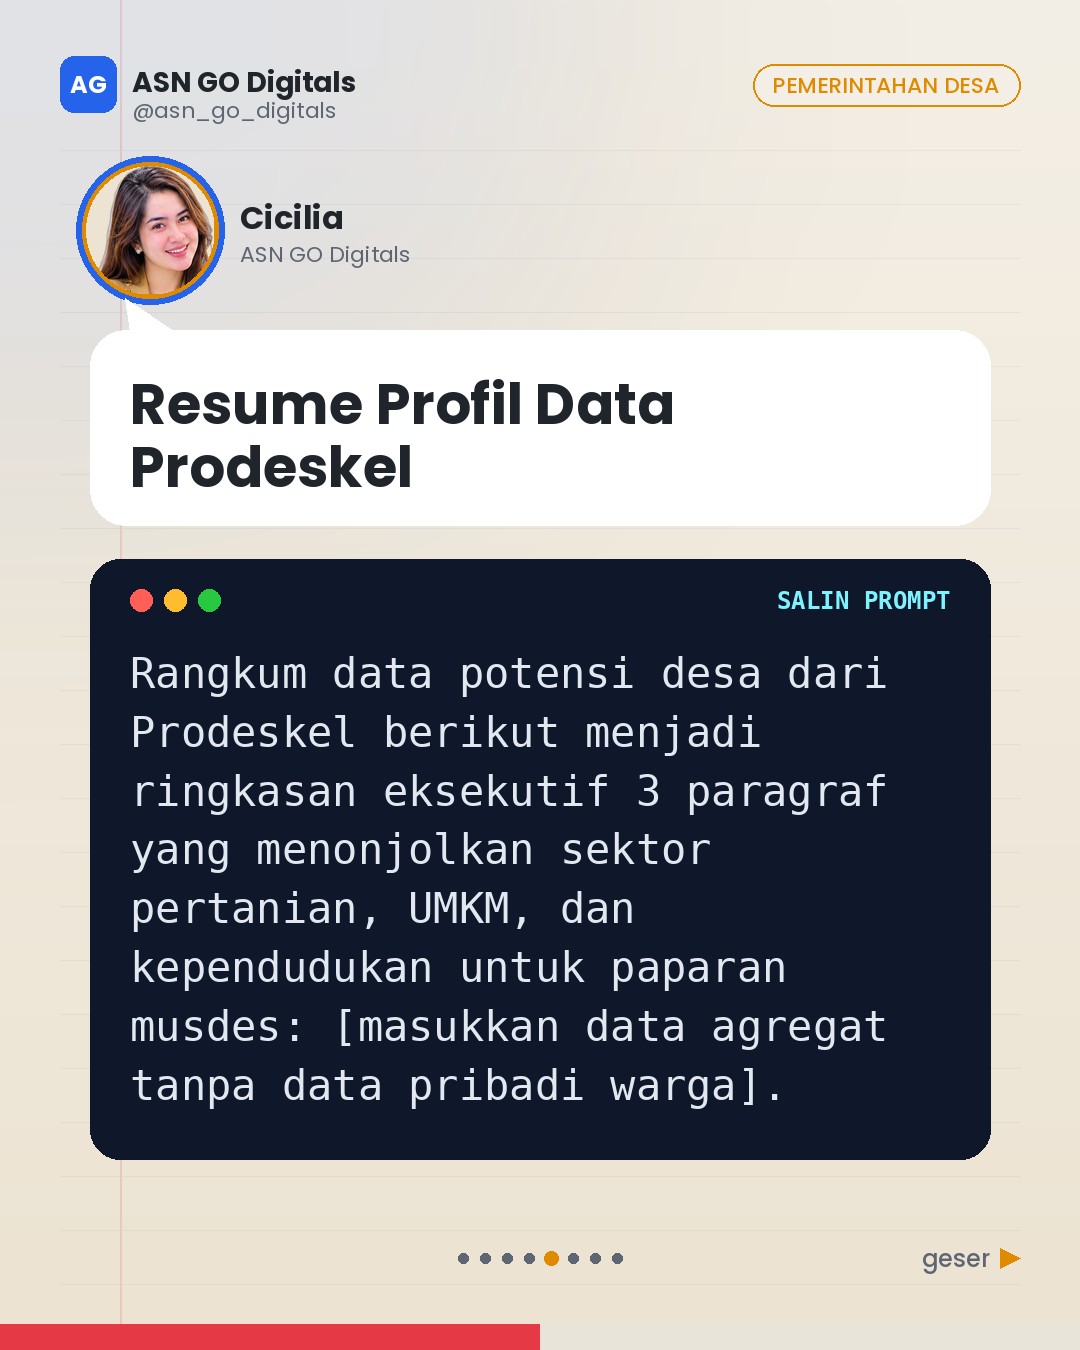 AG
ASN GO Digitals
@asn_go_digitals
PEMERINTAHAN DESA
Cicilia
ASN GO Digitals
Resume Profil Data
Prodeskel
SALIN PROMPT
Rangkum data potensi desa dari
Prodeskel berikut menjadi
ringkasan eksekutif 3 paragraf
yang menonjolkan sektor
pertanian, UMKM, dan
kependudukan untuk paparan
musdes: [masukkan data agregat
tanpa data pribadi warga].
geser